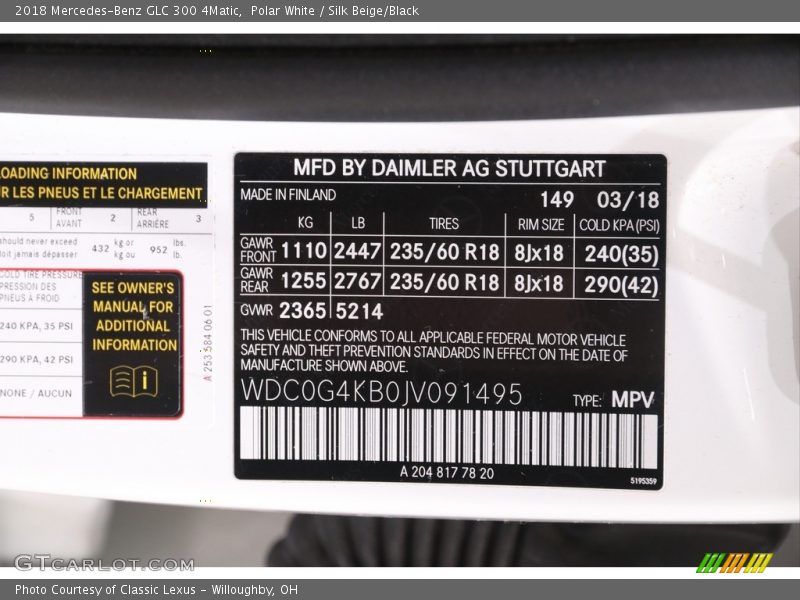 2018 Mercedes-Benz GLC 300 4Matic, Polar White / Silk Beige/Black
LOADING INFORMATION
LES PNEUS ET LE CHARGEMENT
5 FRONT AVANT 2 REAR ARRIÈRE 3
should never exceed 432 kg or 952 lbs.
doit jamais dépasser kg ou lb.
COLD TIRE PRESSURE
PRESSION DES
PNEUS À FROID
240 KPA, 35 PSI
290 KPA, 42 PSI
NONE / AUCUN
SEE OWNER'S
MANUAL FOR
ADDITIONAL
INFORMATION
A 253 584 06 01
MFD BY DAIMLER AG STUTTGART
MADE IN FINLAND 149 03/18
KG LB TIRES RIM SIZE COLD KPA(PSI)
GAWR FRONT 1110 2447 235/60 R18 8Jx18 240(35)
GAWR REAR 1255 2767 235/60 R18 8Jx18 290(42)
GVWR 2365 5214
THIS VEHICLE CONFORMS TO ALL APPLICABLE FEDERAL MOTOR VEHICLE
SAFETY AND THEFT PREVENTION STANDARDS IN EFFECT ON THE DATE OF
MANUFACTURE SHOWN ABOVE.
WDC0G4KB0JV091495 TYPE: MPV
A 204 817 78 20
5195359
GTCARLOT.COM
Photo Courtesy of Classic Lexus - Willoughby, OH